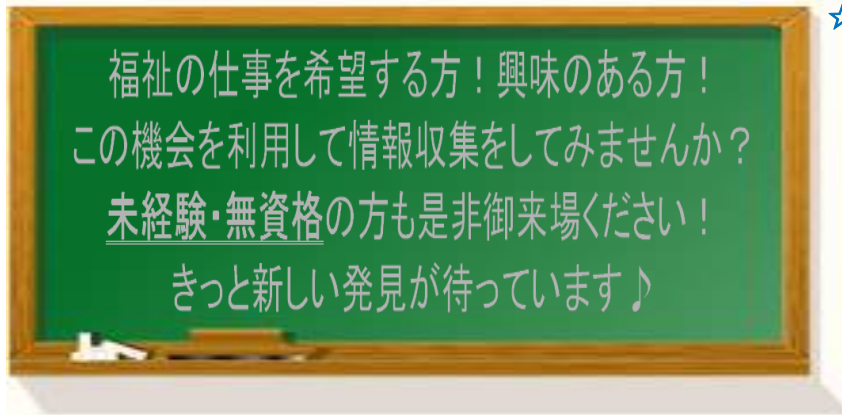 福祉の仕事を希望する方！興味のある方！
この機会を利用して情報収集をしてみませんか？
未経験・無資格の方も是非御来場ください！
きっと新しい発見が待っています♪